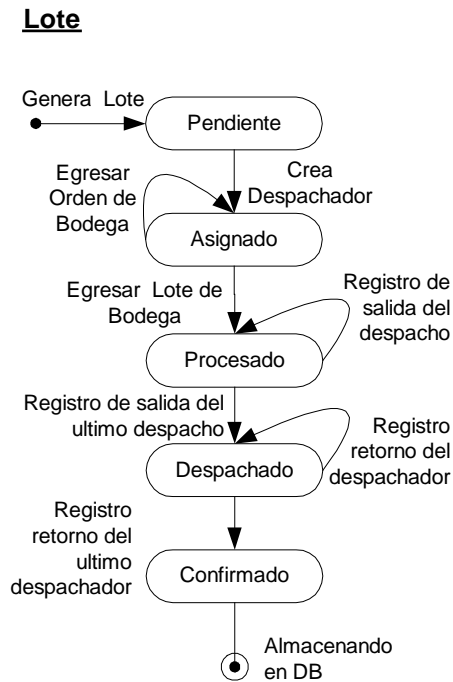 Lote
Genera Lote
Pendiente
Egresar
Orden de
Bodega
Crea
Despachador
Asignado
Egresar Lote de
Bodega
Registro de
salida del
despacho
Procesado
Registro de salida del
ultimo despacho
Registro
retorno del
despachador
Despachado
Registro
retorno del
ultimo
despachador
Confirmado
Almacenando
en DB